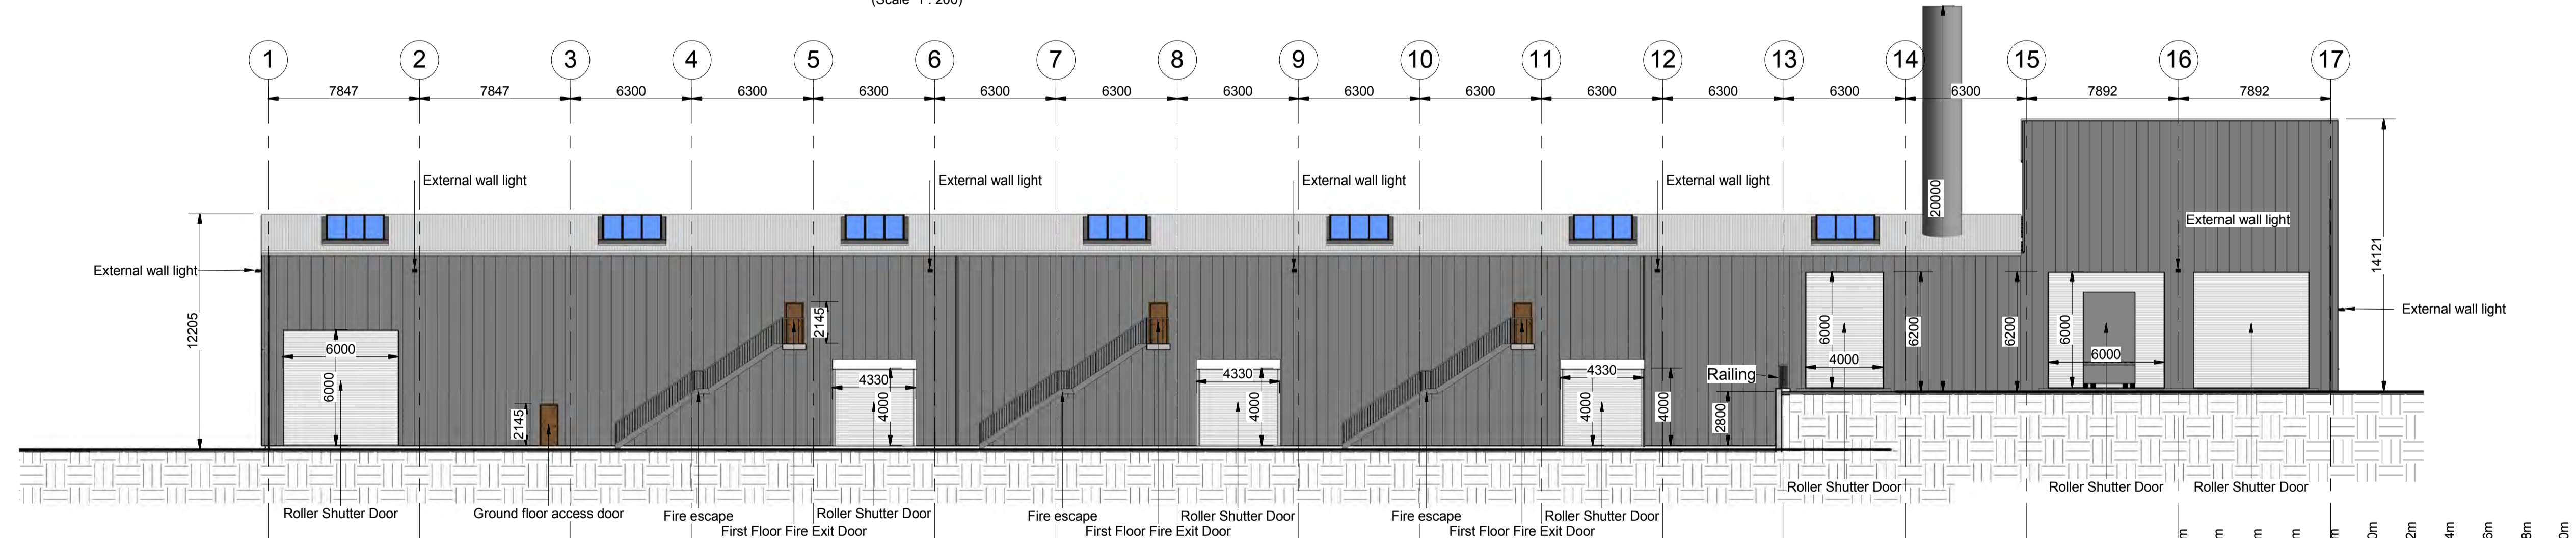 (Scale 1 : 200)
1 2 3 4 5 6 7 8 9 10 11 12 13 14 15 16 17
7847 7847 6300 6300 6300 6300 6300 6300 6300 6300 6300 6300 6300 6300 7892 7892
20000
External wall light External wall light External wall light External wall light
External wall light
External wall light
External wall light
12205
14121
6000
6000
2145
2145
4330
4000
4330
4000
4330
4000
4000
Railing
2800
6000
4000
6200
6200
6000
6000
Roller Shutter Door Roller Shutter Door Roller Shutter Door
Roller Shutter Door Ground floor access door Fire escape Roller Shutter Door Fire escape Roller Shutter Door Fire escape Roller Shutter Door
First Floor Fire Exit Door First Floor Fire Exit Door First Floor Fire Exit Door